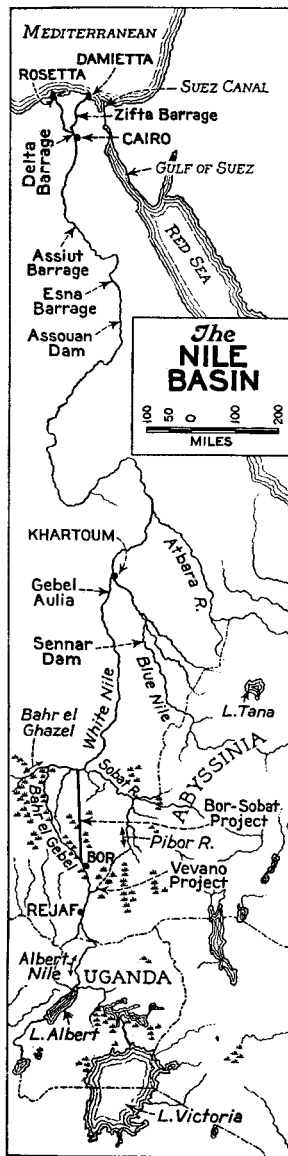 MEDITERRANEAN
DAMIETTA
ROSETTA
SUEZ CANAL
Zifta Barrage
CAIRO
Delta
Barrage
GULF OF SUEZ
RED SEA
Assiut
Barrage
Esna
Barrage
Assouan
Dam
The
NILE
BASIN
100 50 0 100 200
MILES
KHARTOUM
Atbara R.
Gebel
Aulia
Sennar
Dam
Blue Nile
White Nile
L. Tana
Bahr el
Ghazel
Sobat R.
ABYSSINIA
Bahr el Gebel
Bor-Sobat
Project
Pibor R.
BOR
Vevano
Project
REJAF
Albert
Nile
UGANDA
L. Albert
L. Victoria